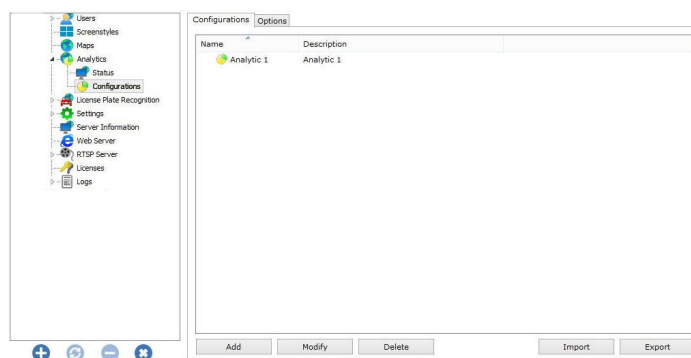 Users
Screenstyles
Maps
Analytics
Status
Configurations
License Plate Recognition
Settings
Server Information
Web Server
RTSP Server
Licenses
Logs
Configurations Options
Name Description
Analytic 1 Analytic 1
Add Modify Delete Import Export